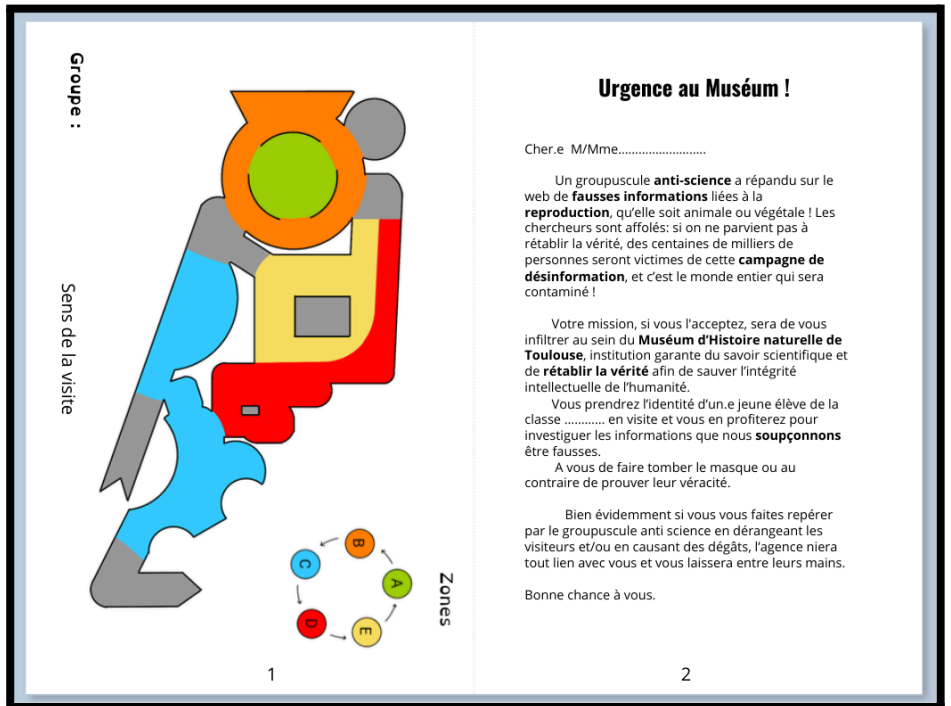 Groupe :
Sens de la visite
Zones
A
B
C
D
E
1
Urgence au Muséum !
Cher.e M/Mme..........................
Un groupuscule anti-science a répandu sur le
web de fausses informations liées à la
reproduction, qu’elle soit animale ou végétale ! Les
chercheurs sont affolés: si on ne parvient pas à
rétablir la vérité, des centaines de milliers de
personnes seront victimes de cette campagne de
désinformation, et c’est le monde entier qui sera
contaminé !
Votre mission, si vous l'acceptez, sera de vous
infiltrer au sein du Muséum d’Histoire naturelle de
Toulouse, institution garante du savoir scientifique et
de rétablir la vérité afin de sauver l’intégrité
intellectuelle de l’humanité.
Vous prendrez l’identité d’un.e jeune élève de la
classe ............ en visite et vous en profiterez pour
investiguer les informations que nous soupçonnons
être fausses.
A vous de faire tomber le masque ou au
contraire de prouver leur véracité.
Bien évidemment si vous vous faites repérer
par le groupuscule anti science en dérangeant les
visiteurs et/ou en causant des dégâts, l’agence niera
tout lien avec vous et vous laissera entre leurs mains.
Bonne chance à vous.
2